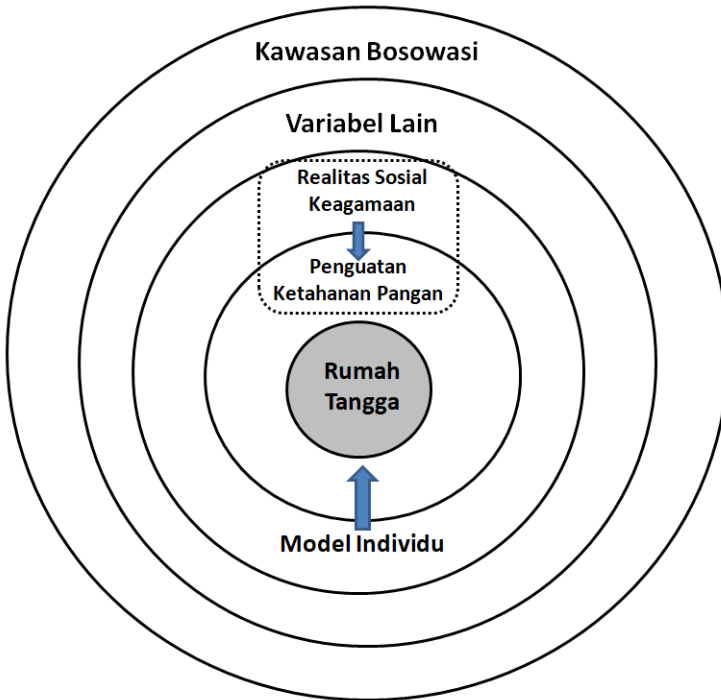 Kawasan Bosowasi
Variabel Lain
Realitas Sosial
Keagamaan
Penguatan
Ketahanan Pangan
Rumah
Tangga
Model Individu